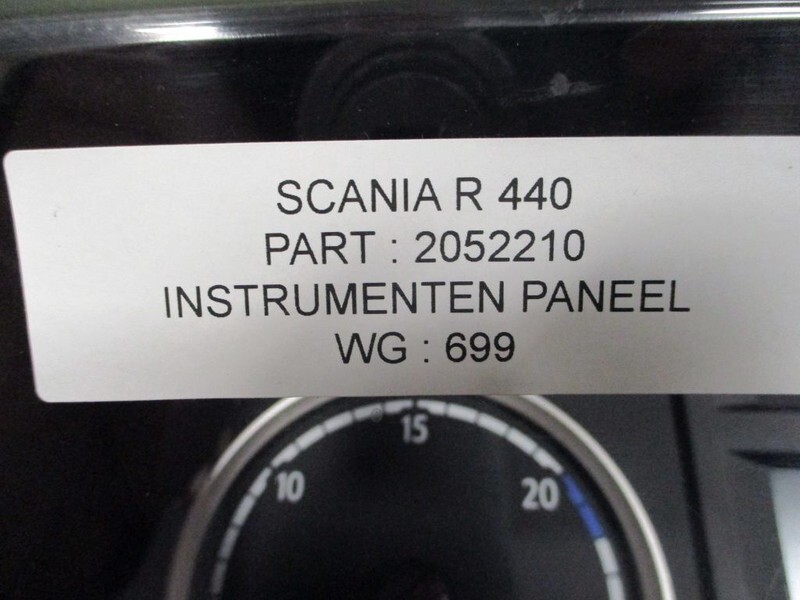 SCANIA R 440
PART : 2052210
INSTRUMENTEN PANEEL
WG : 699
15
10
20